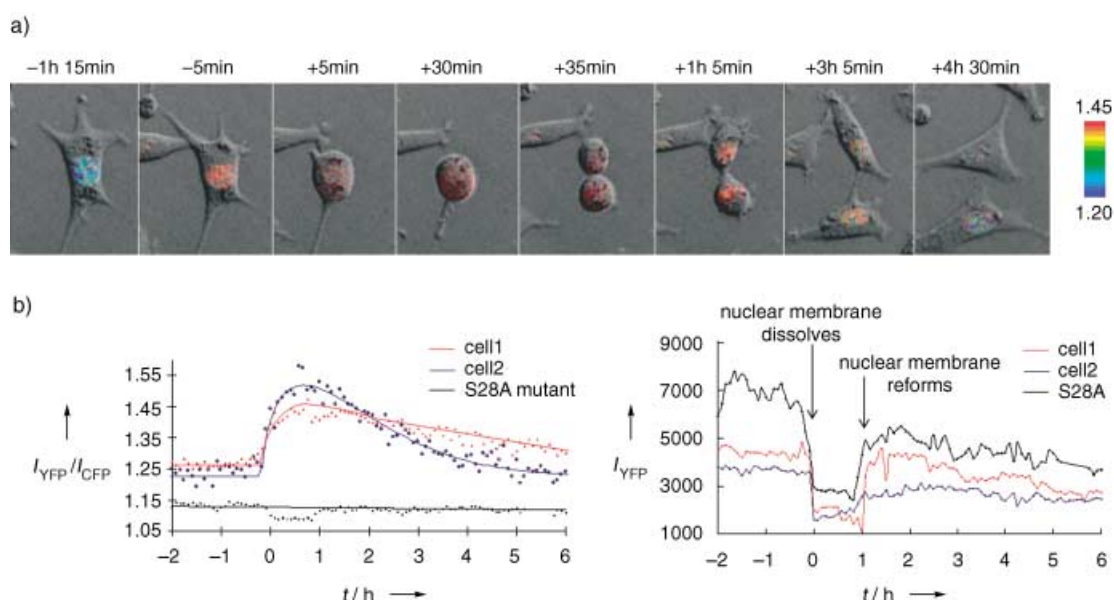 a)
−1h 15min −5min +5min +30min +35min +1h 5min +3h 5min +4h 30min
1.45
1.20
b)
cell1
cell2
S28A mutant
1.55
1.45
1.35
1.25
1.15
1.05
I YFP / I CFP
−2 −1 0 1 2 3 4 5 6
t / h
nuclear membrane
dissolves
nuclear membrane
reforms
cell1
cell2
S28A
9000
7000
5000
3000
1000
I YFP
−2 −1 0 1 2 3 4 5 6
t / h